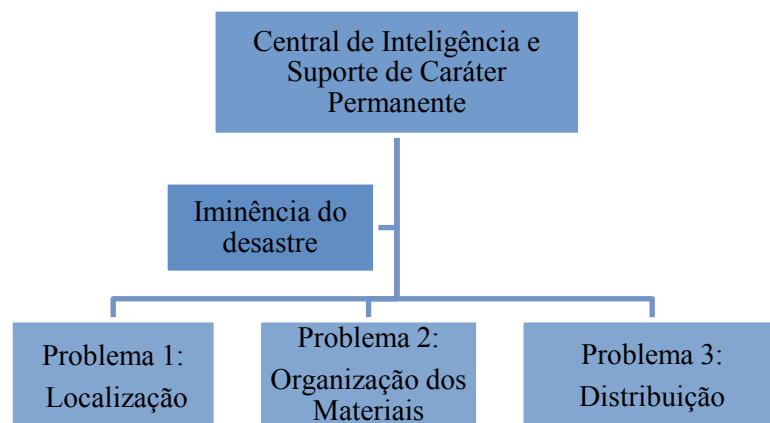 Central de Inteligência e
Suporte de Caráter
Permanente
Iminência do
desastre
Problema 1:
Localização
Problema 2:
Organização dos
Materiais
Problema 3:
Distribuição